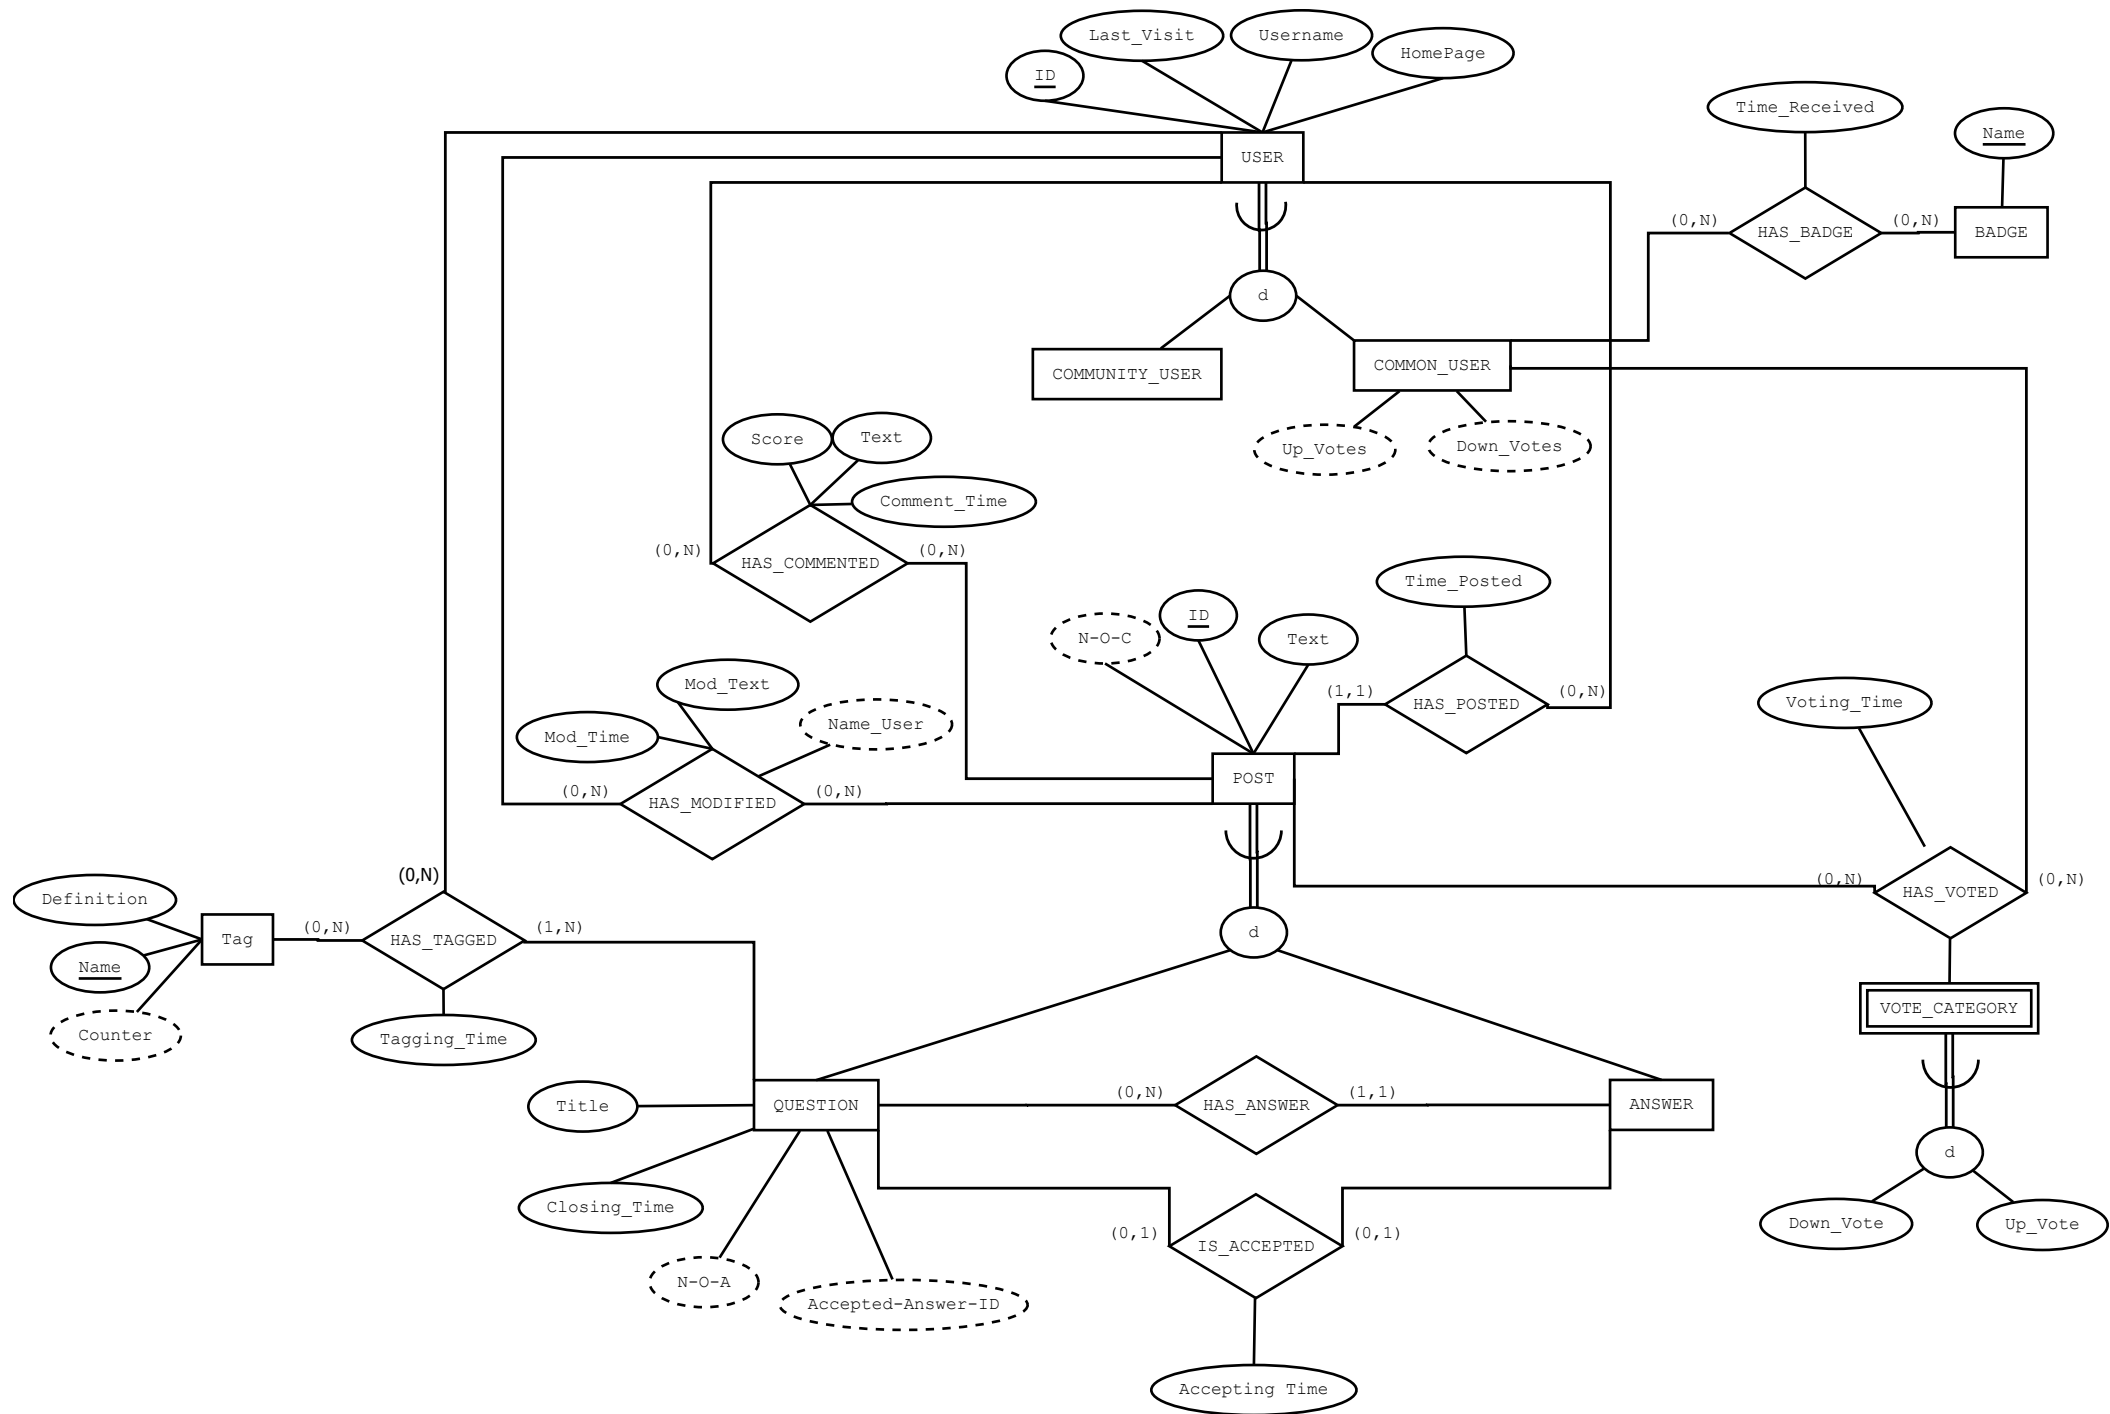 Last_Visit
Username
HomePage
ID
Time_Received
Name
USER
(0,N)
HAS_BADGE
(0,N)
BADGE
d
COMMUNITY_USER
COMMON_USER
Up_Votes
Down_Votes
Score
Text
Comment_Time
(0,N)
HAS_COMMENTED
(0,N)
Time_Posted
N-O-C
ID
Text
Mod_Text
Mod_Time
Name_User
(1,1)
HAS_POSTED
(0,N)
Voting_Time
POST
(0,N)
HAS_MODIFIED
(0,N)
(0,N)
Definition
(0,N)
HAS_VOTED
(0,N)
Tag
(0,N)
HAS_TAGGED
(1,N)
d
Name
Counter
Tagging_Time
VOTE_CATEGORY
Title
QUESTION
(0,N)
HAS_ANSWER
(1,1)
ANSWER
d
Closing_Time
(0,1)
IS_ACCEPTED
(0,1)
Down_Vote
Up_Vote
N-O-A
Accepted-Answer-ID
Accepting Time